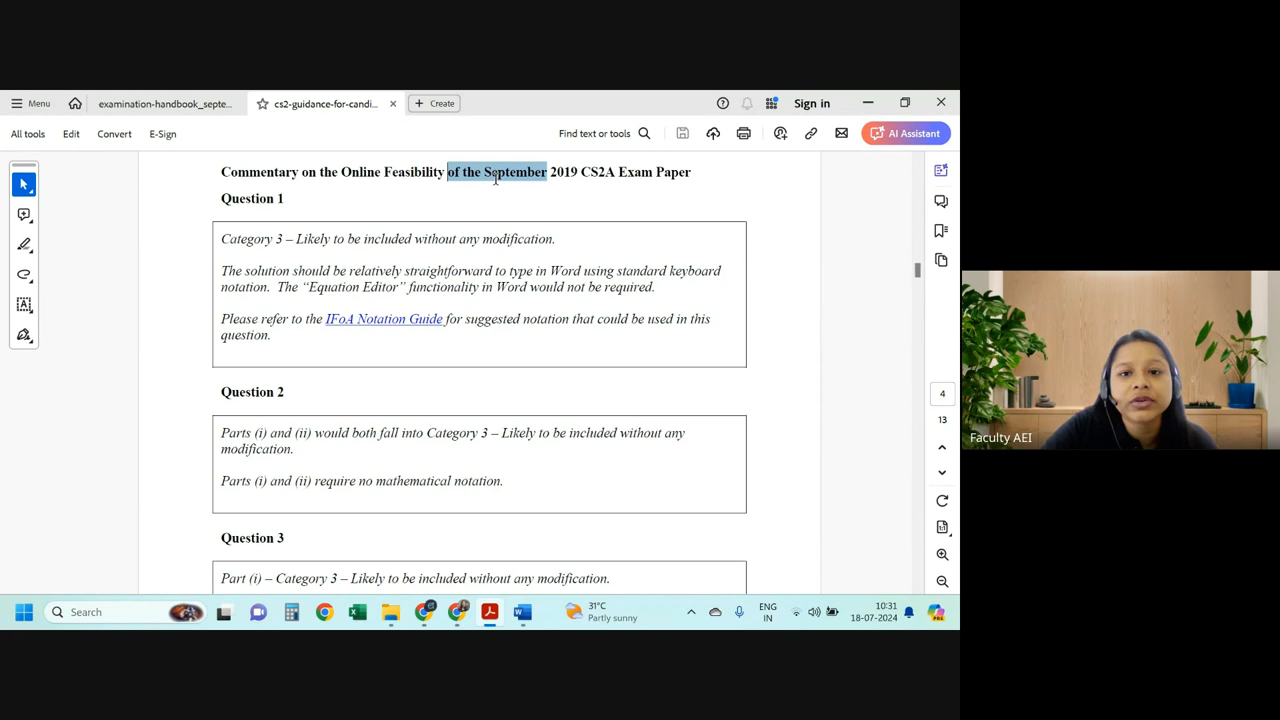 Menu
examination-handbook_septe...
cs2-guidance-for-candi...
Create
Sign in
All tools
Edit
Convert
E-Sign
Find text or tools
AI Assistant
Commentary on the Online Feasibility of the September 2019 CS2A Exam Paper
Question 1
Category 3 – Likely to be included without any modification.
The solution should be relatively straightforward to type in Word using standard keyboard
notation. The “Equation Editor” functionality in Word would not be required.
Please refer to the IFoA Notation Guide for suggested notation that could be used in this
question.
Question 2
Parts (i) and (ii) would both fall into Category 3 – Likely to be included without any
modification.
Parts (i) and (ii) require no mathematical notation.
Question 3
Part (i) – Category 3 – Likely to be included without any modification.
4
13
Faculty AEI
Search
31°C
Partly sunny
ENG
IN
10:31
18-07-2024